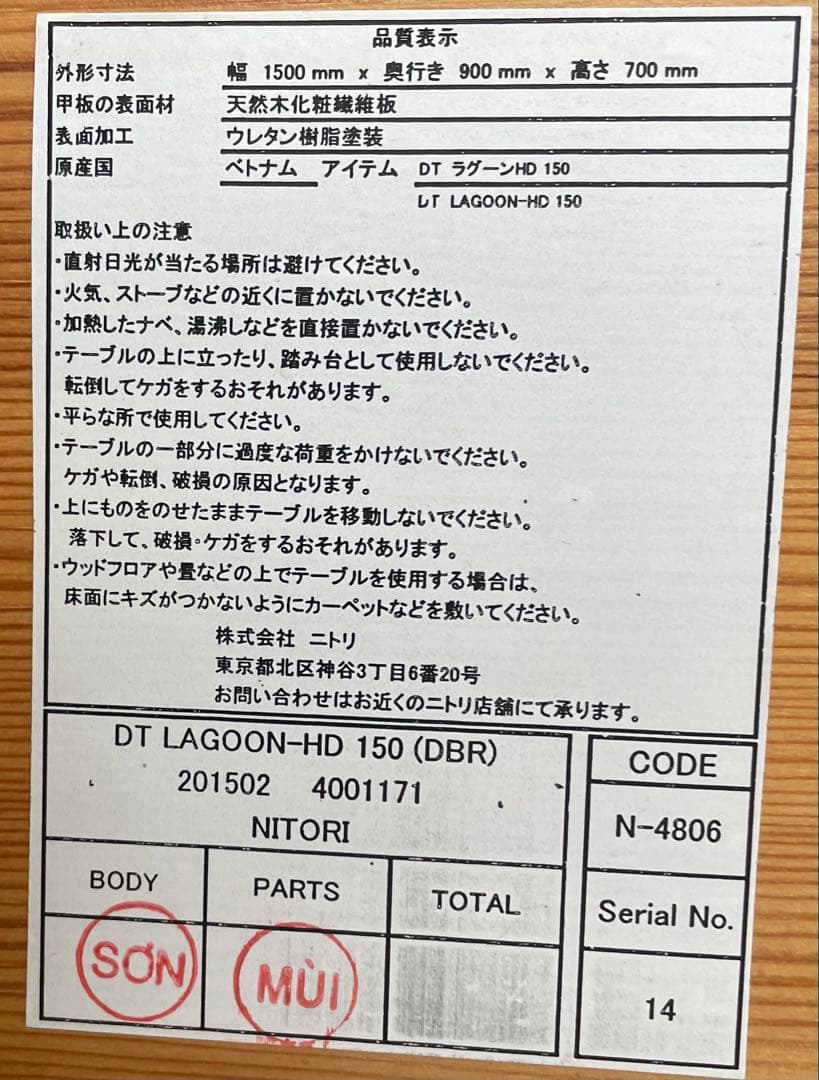 品質表示
外形寸法 幅 1500 mm x 奥行き 900 mm x 高さ 700 mm
甲板の表面材 天然木化粧繊維板
表面加工 ウレタン樹脂塗装
原産国 ベトナム アイテム DT ラグーンHD 150
DT LAGOON-HD 150
取扱い上の注意
・直射日光が当たる場所は避けてください。
・火気、ストーブなどの近くに置かないでください。
・加熱したナベ、湯沸しなどを直接置かないでください。
・テーブルの上に立ったり、踏み台として使用しないでください。
転倒してケガをするおそれがあります。
・平らな所で使用してください。
・テーブルの一部分に過度な荷重をかけないでください。
ケガや転倒、破損の原因となります。
・上にものをのせたままテーブルを移動しないでください。
落下して、破損・ケガをするおそれがあります。
・ウッドフロアや畳などの上でテーブルを使用する場合は、
床面にキズがつかないようにカーペットなどを敷いてください。
株式会社 ニトリ
東京都北区神谷3丁目6番20号
お問い合わせはお近くのニトリ店舗にて承ります。
DT LAGOON-HD 150 (DBR)
201502 4001171
NITORI
CODE
N-4806
BODY PARTS TOTAL
Serial No.
SƠN MÙI
14